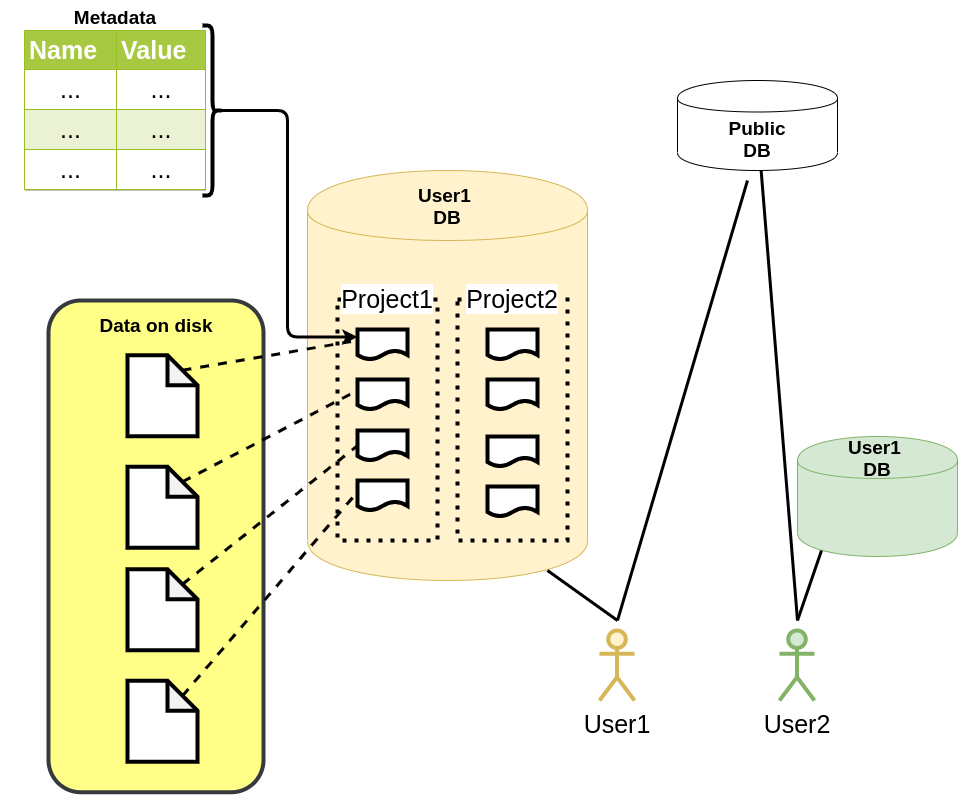 Metadata
Name Value
... ...
... ...
... ...
Public
DB
User1
DB
Project1 Project2
Data on disk
User1
DB
User1
User2